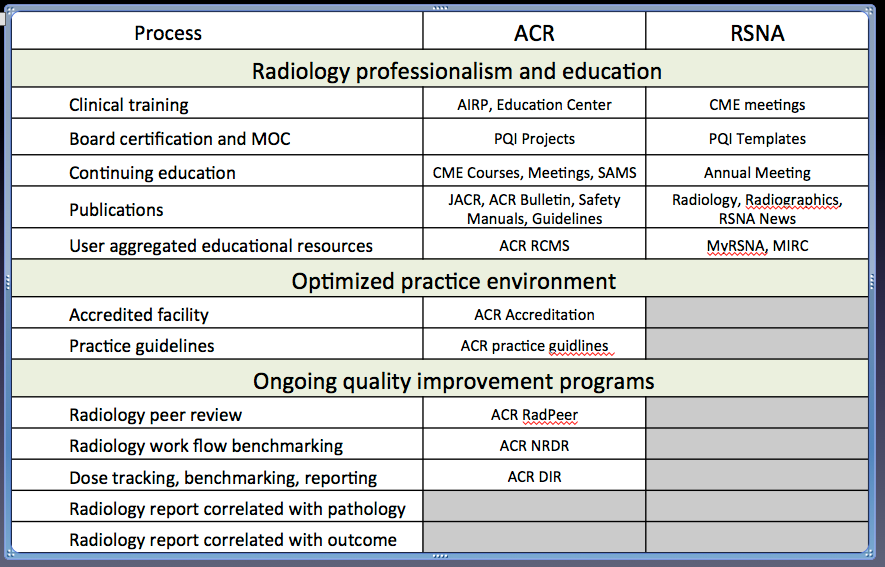 Process ACR RSNA
Radiology professionalism and education
Clinical training AIRP, Education Center CME meetings
Board certification and MOC PQI Projects PQI Templates
Continuing education CME Courses, Meetings, SAMS Annual Meeting
Publications JACR, ACR Bulletin, Safety Manuals, Guidelines Radiology, Radiographics, RSNA News
User aggregated educational resources ACR RCMS MyRSNA, MIRC
Optimized practice environment
Accredited facility ACR Accreditation
Practice guidelines ACR practice guidlines
Ongoing quality improvement programs
Radiology peer review ACR RadPeer
Radiology work flow benchmarking ACR NRDR
Dose tracking, benchmarking, reporting ACR DIR
Radiology report correlated with pathology
Radiology report correlated with outcome